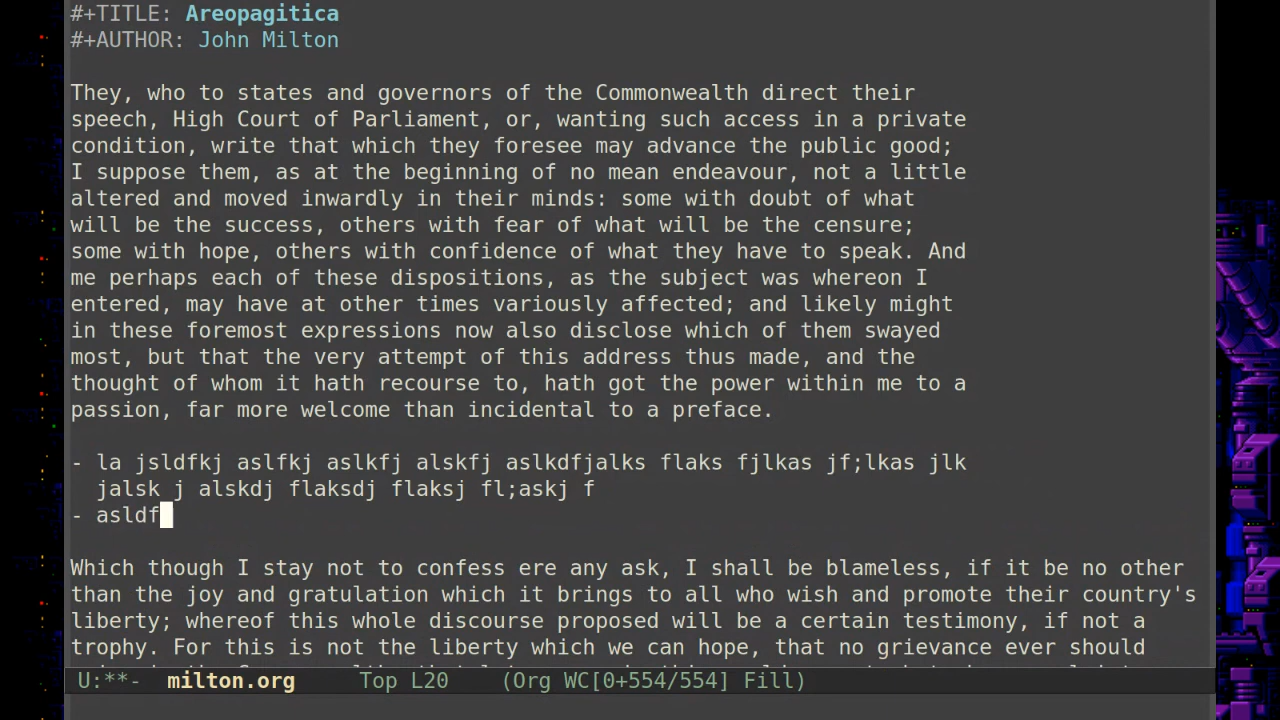 #+TITLE: Areopagitica
#+AUTHOR: John Milton
They, who to states and governors of the Commonwealth direct their
speech, High Court of Parliament, or, wanting such access in a private
condition, write that which they foresee may advance the public good;
I suppose them, as at the beginning of no mean endeavour, not a little
altered and moved inwardly in their minds: some with doubt of what
will be the success, others with fear of what will be the censure;
some with hope, others with confidence of what they have to speak. And
me perhaps each of these dispositions, as the subject was whereon I
entered, may have at other times variously affected; and likely might
in these foremost expressions now also disclose which of them swayed
most, but that the very attempt of this address thus made, and the
thought of whom it hath recourse to, hath got the power within me to a
passion, far more welcome than incidental to a preface.
- la jsldfkj aslfkj aslkfj alskfj aslkdfjalks flaks fjlkas jf;lkas jlk
jalsk j alskdj flaksdj flaksj fl;askj f
- asldf
Which though I stay not to confess ere any ask, I shall be blameless, if it be no other
than the joy and gratulation which it brings to all who wish and promote their country's
liberty; whereof this whole discourse proposed will be a certain testimony, if not a
trophy. For this is not the liberty which we can hope, that no grievance ever should
U:**- milton.org Top L20 (Org WC[0+554/554] Fill)